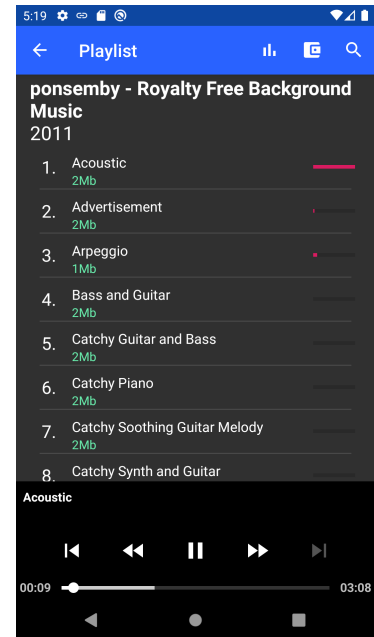 5:19
Playlist
ponsemby - Royalty Free Background
Music
2011
1. Acoustic
2Mb
2. Advertisement
2Mb
3. Arpeggio
1Mb
4. Bass and Guitar
2Mb
5. Catchy Guitar and Bass
2Mb
6. Catchy Piano
2Mb
7. Catchy Soothing Guitar Melody
2Mb
8. Catchy Synth and Guitar
Acoustic
00:09 03:08